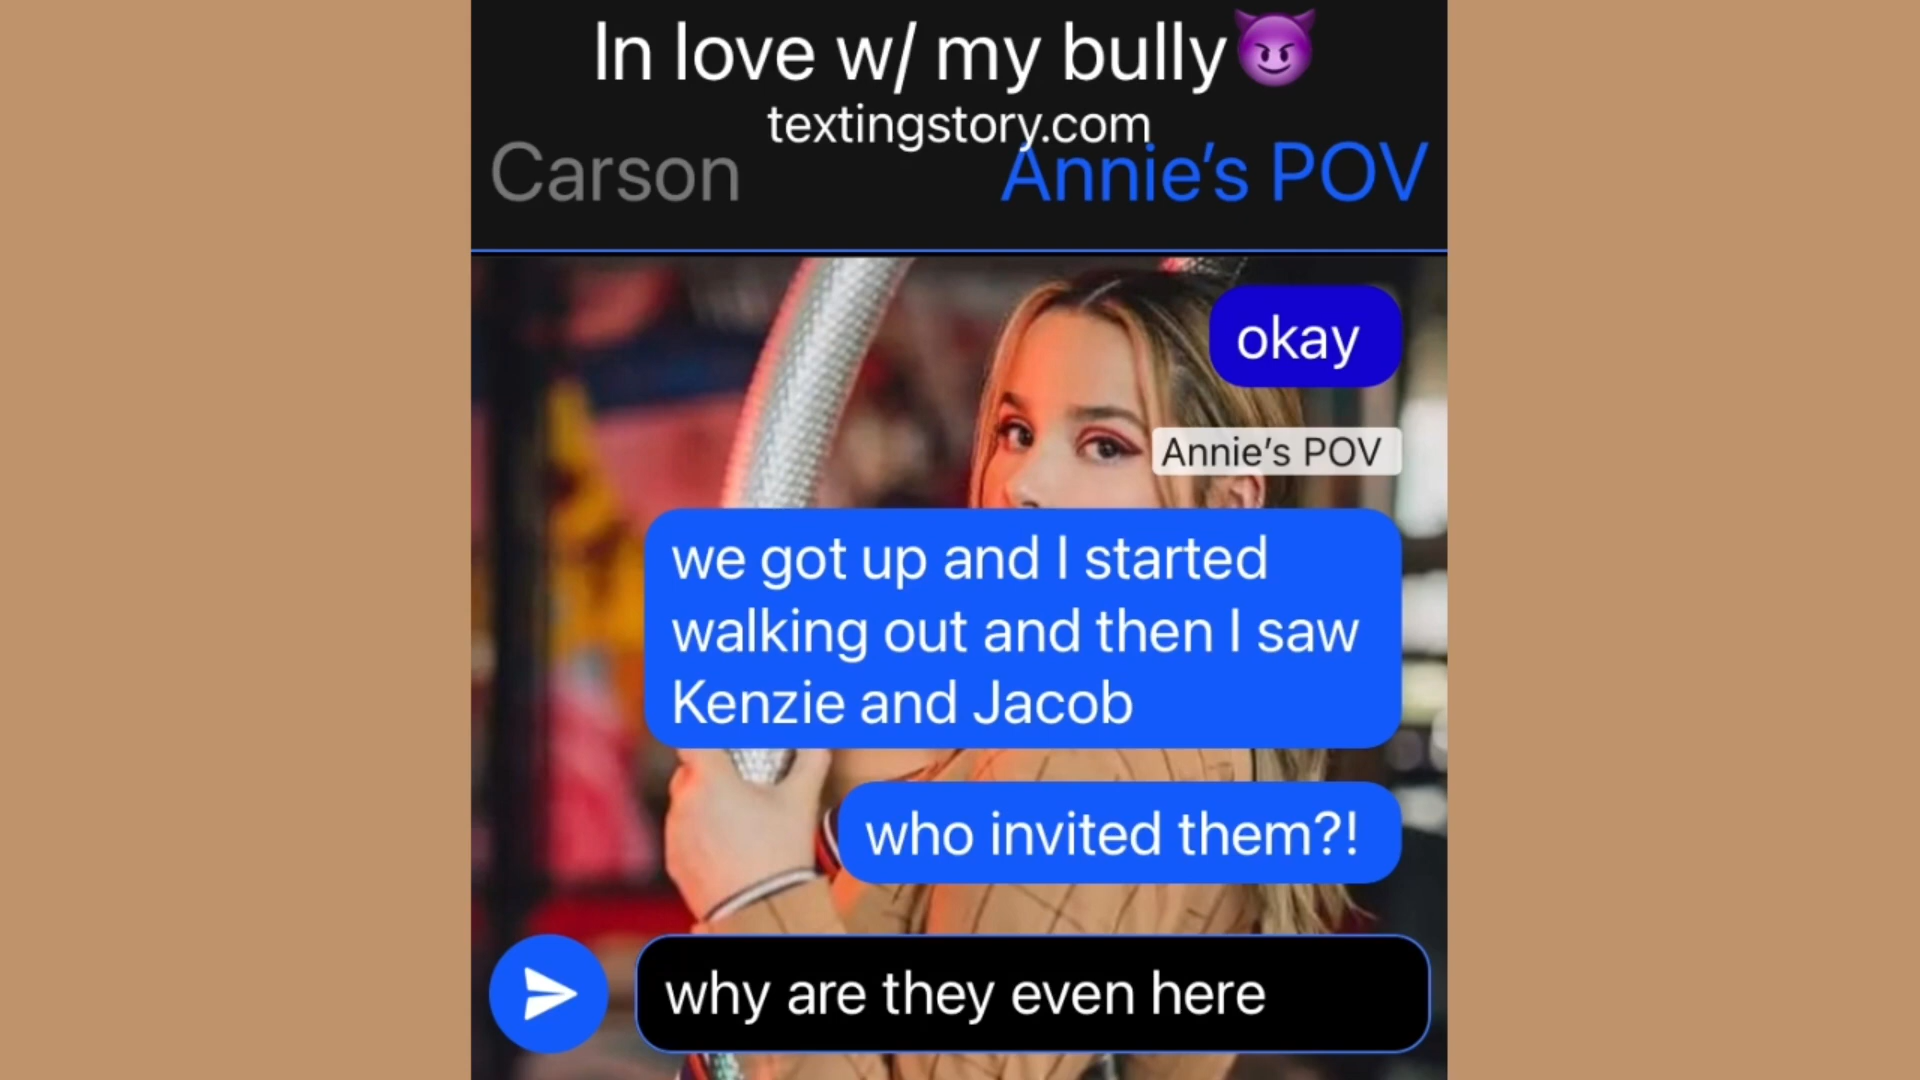 In love w/ my bully😈
textingstory.com
Carson
Annie’s POV
okay
Annie’s POV
we got up and I started
walking out and then I saw
Kenzie and Jacob
who invited them?!
why are they even here